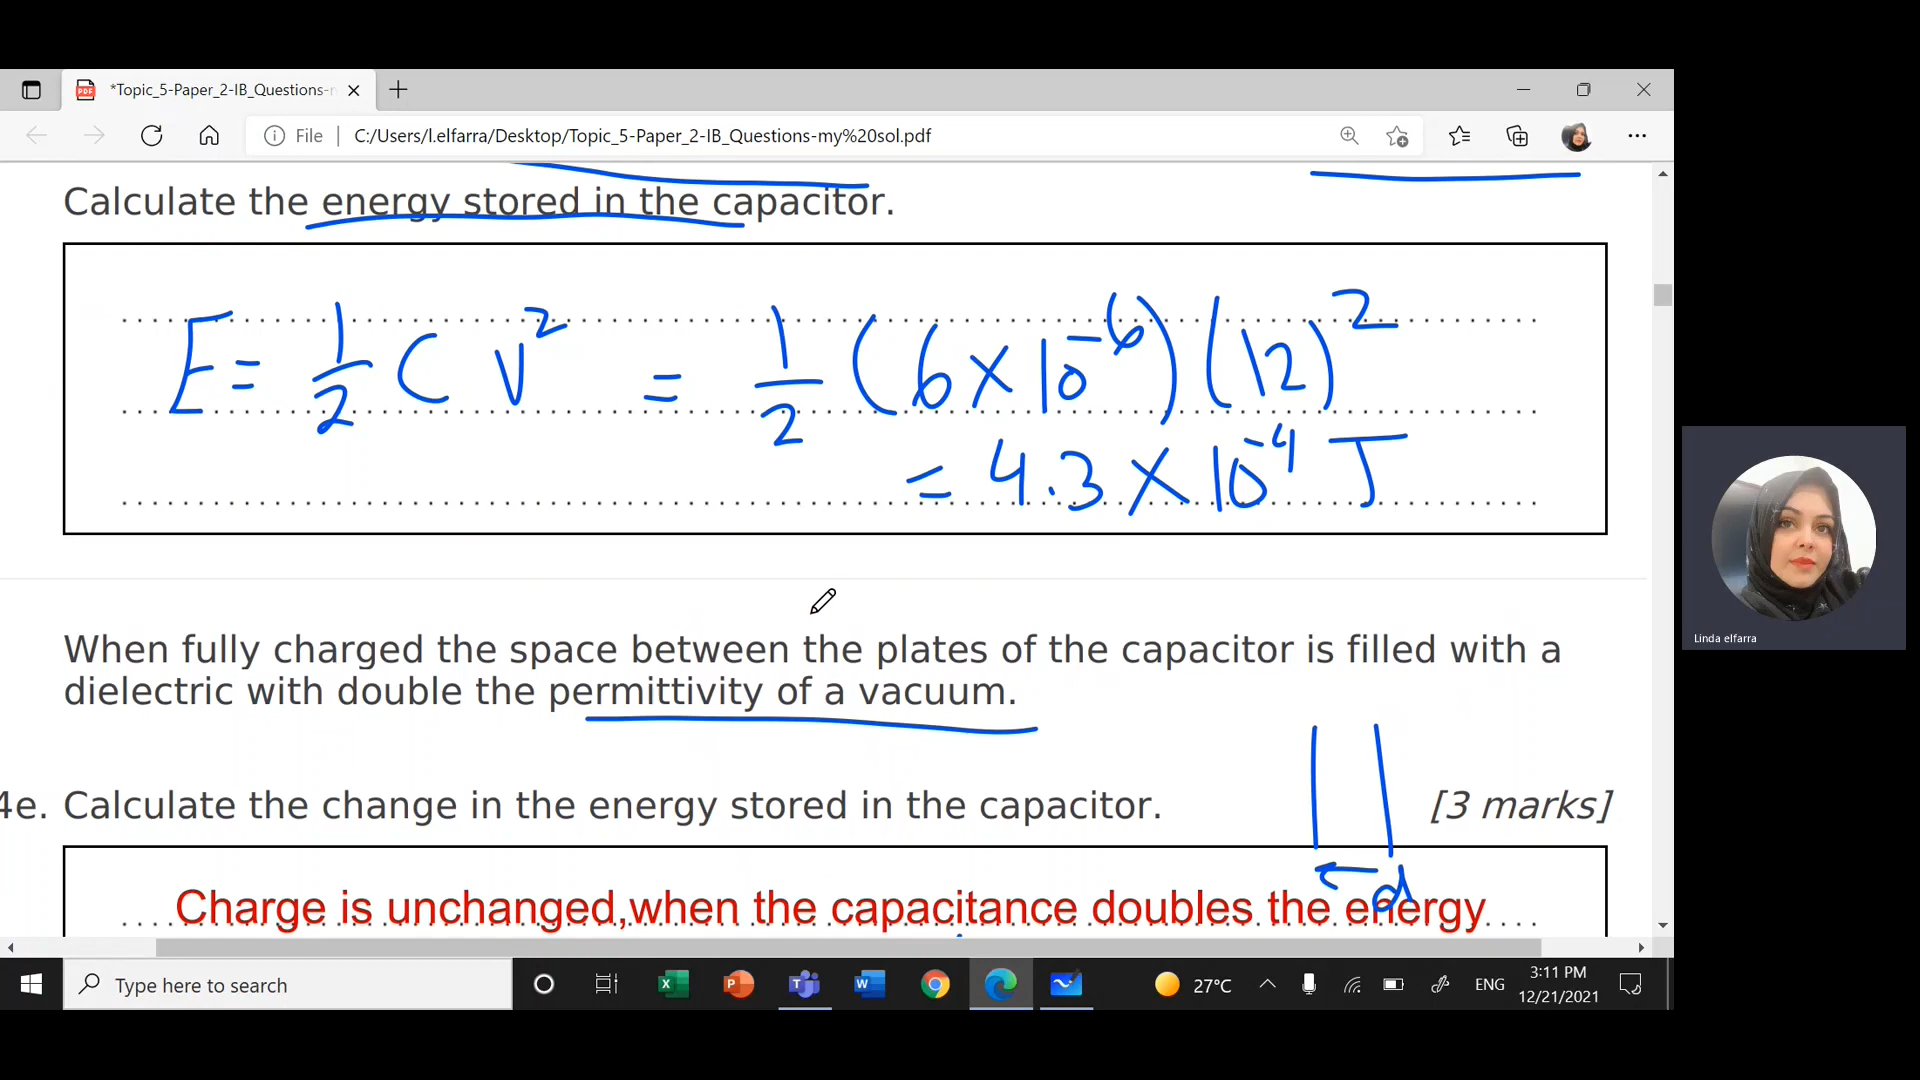 *Topic_5-Paper_2-IB_Questions-m
File
C:/Users/l.elfarra/Desktop/Topic_5-Paper_2-IB_Questions-my%20sol.pdf
Calculate the energy stored in the capacitor.
E = 1/2 C V² = 1/2 (6 × 10⁻⁶) (12)²
= 4.3 × 10⁻⁴ J
When fully charged the space between the plates of the capacitor is filled with a
dielectric with double the permittivity of a vacuum.
4e. Calculate the change in the energy stored in the capacitor. [3 marks]
d
Charge is unchanged,when the capacitance doubles the energy
Linda elfarra
Type here to search
27°C
ENG
3:11 PM
12/21/2021